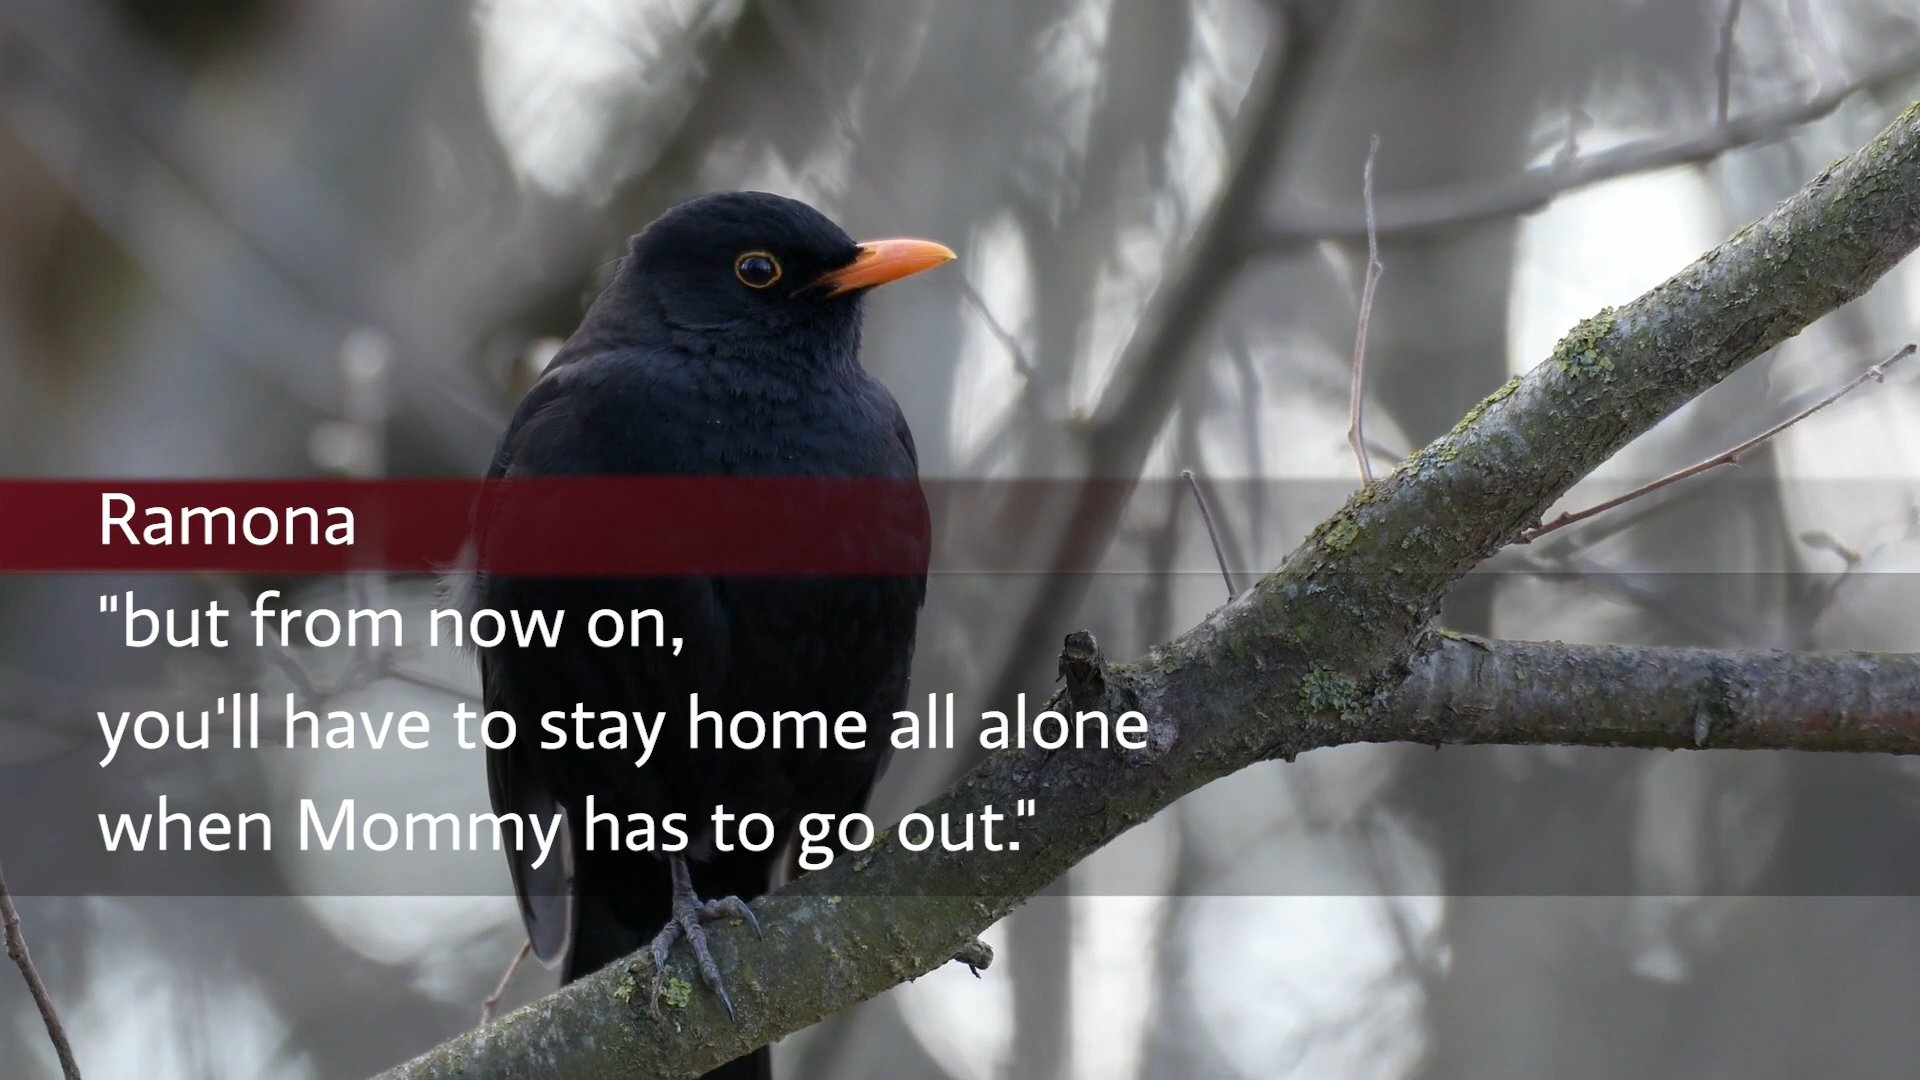 Ramona
"but from now on,
you'll have to stay home all alone
when Mommy has to go out."